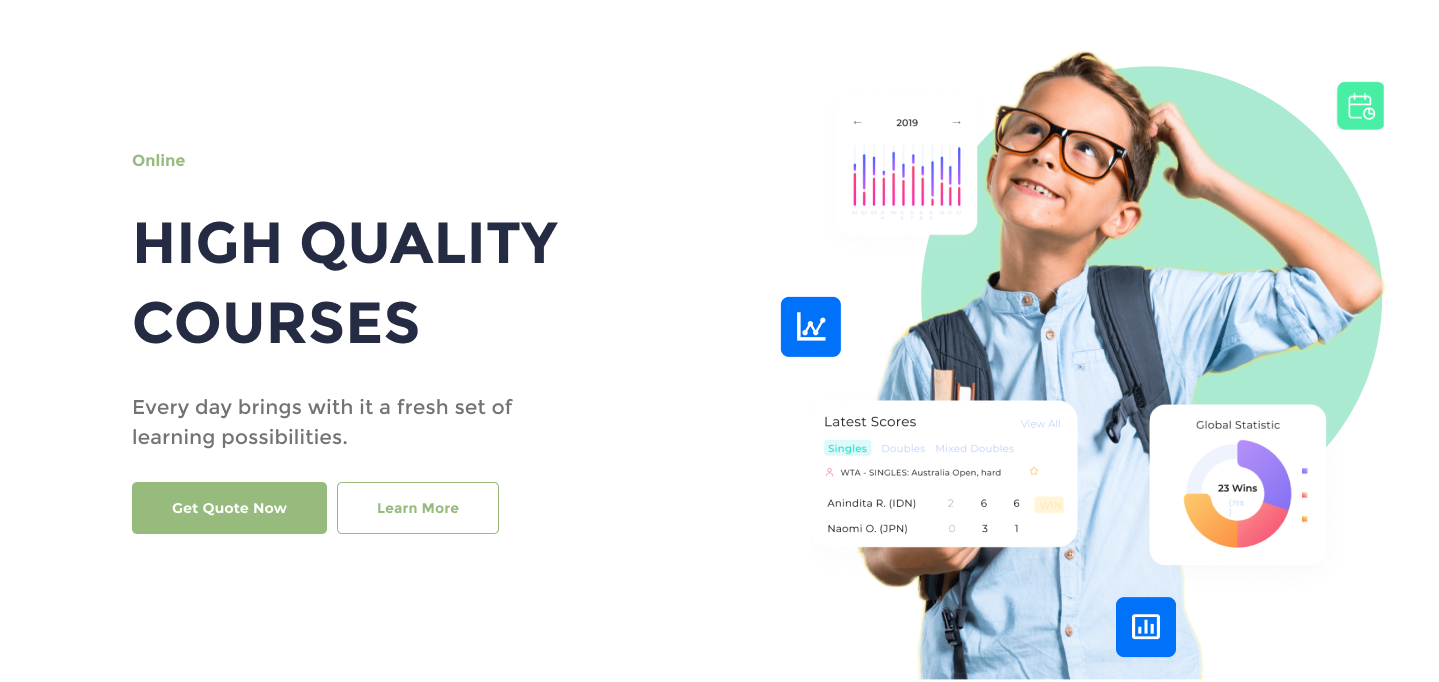 Online
HIGH QUALITY
COURSES
Every day brings with it a fresh set of
learning possibilities.
Get Quote Now
Learn More
← 2019 →
Latest Scores
View All
Singles Doubles Mixed Doubles
WTA - SINGLES: Australia Open, hard
Anindita R. (IDN) 2 6 6 WIN
Naomi O. (JPN) 0 3 1
Global Statistic
23 Wins